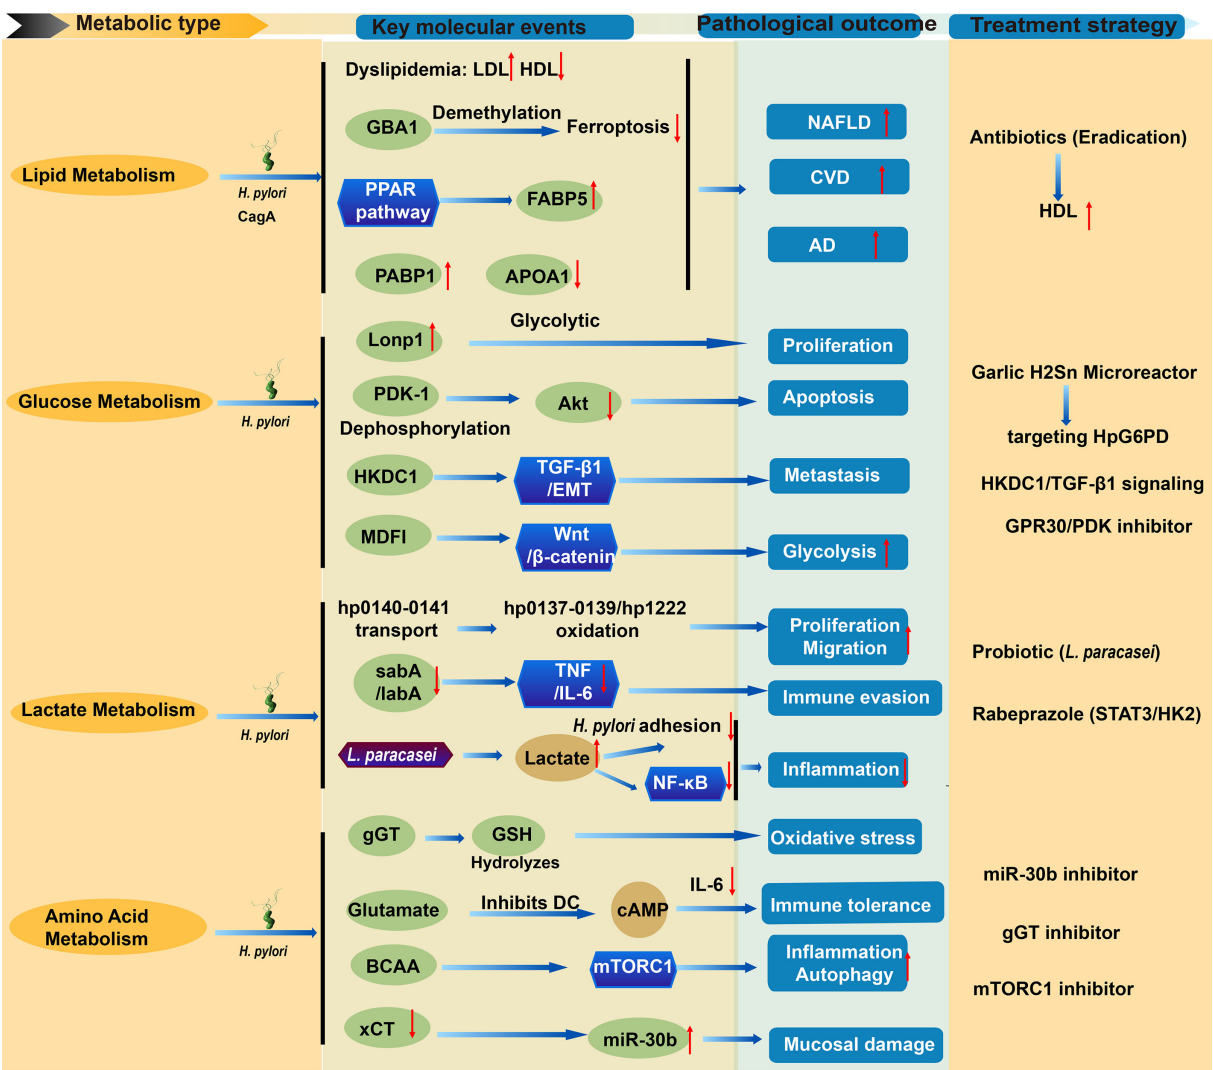 Metabolic type
Key molecular events
Pathological outcome
Treatment strategy
Lipid Metabolism
H. pylori
CagA
Dyslipidemia: LDL HDL
GBA1
Demethylation
Ferroptosis
PPAR
pathway
FABP5
PABP1
APOA1
NAFLD
CVD
AD
Antibiotics (Eradication)
HDL
Glucose Metabolism
H. pylori
Lonp1
Glycolytic
Proliferation
PDK-1
Akt
Apoptosis
Dephosphorylation
HKDC1
TGF-β1
/EMT
Metastasis
MDFI
Wnt
/β-catenin
Glycolysis
Garlic H2Sn Microreactor
targeting HpG6PD
HKDC1/TGF-β1 signaling
GPR30/PDK inhibitor
Lactate Metabolism
H. pylori
hp0140-0141
transport
hp0137-0139/hp1222
oxidation
Proliferation
Migration
sabA
/labA
TNF
/IL-6
Immune evasion
L. paracasei
Lactate
H. pylori adhesion
NF-κB
Inflammation
Probiotic (L. paracasei)
Rabeprazole (STAT3/HK2)
Amino Acid
Metabolism
H. pylori
gGT
GSH
Hydrolyzes
Oxidative stress
Glutamate
Inhibits DC
cAMP
IL-6
Immune tolerance
BCAA
mTORC1
Inflammation
Autophagy
xCT
miR-30b
Mucosal damage
miR-30b inhibitor
gGT inhibitor
mTORC1 inhibitor